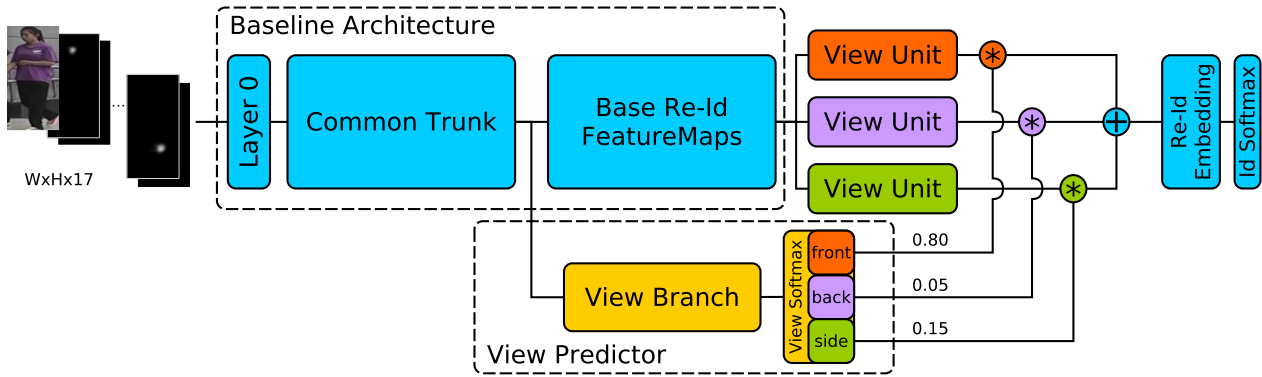 Baseline Architecture
WxHx17
...
Layer 0
Common Trunk
Base Re-Id
FeatureMaps
View Unit
*
View Unit
*
View Unit
*
+
Re-Id
Embedding
Id Softmax
View Branch
View Softmax
front
0.80
back
0.05
side
0.15
View Predictor